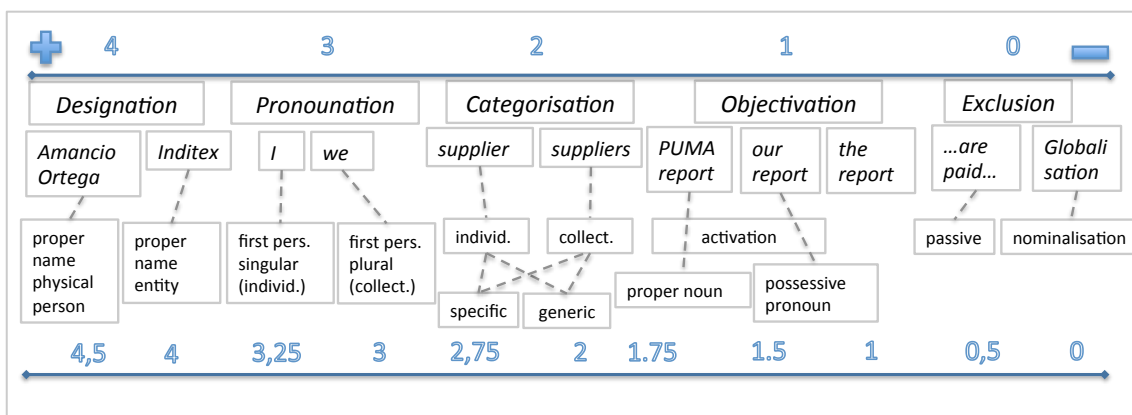 4 3 2 1 0
Designation Pronounation Categorisation Objectivation Exclusion
Amancio
Ortega
Inditex
I
we
supplier
suppliers
PUMA
report
our
report
the
report
...are
paid...
Globali
sation
proper
name
physical
person
proper
name
entity
first pers.
singular
(individ.)
first pers.
plural
(collect.)
individ.
collect.
specific
generic
activation
proper noun
possessive
pronoun
passive
nominalisation
4,5 4 3,25 3 2,75 2 1.75 1.5 1 0,5 0